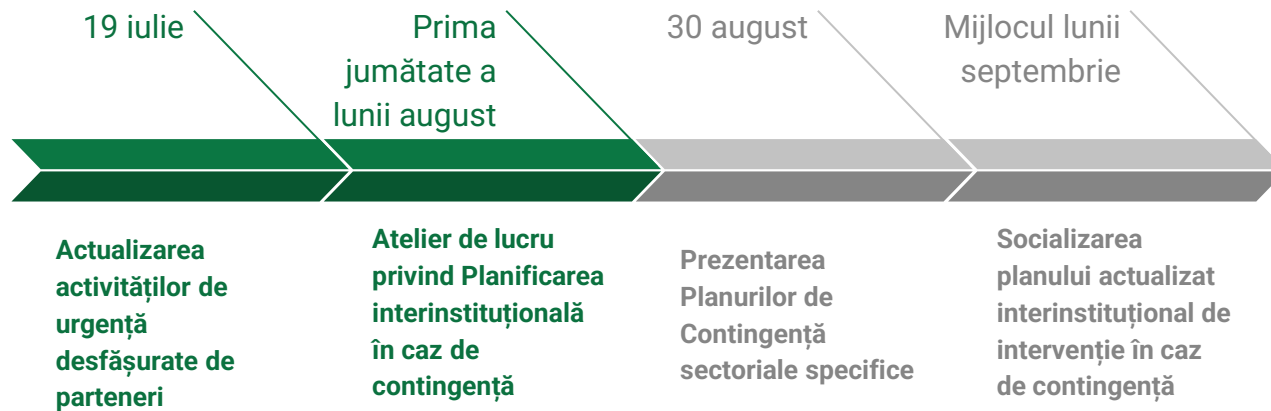 19 iulie
Prima
jumătate a
lunii august
30 august
Mijlocul lunii
septembrie
Actualizarea
activităților de
urgență
desfășurate de
parteneri
Atelier de lucru
privind Planificarea
interinstituțională
în caz de
contingență
Prezentarea
Planurilor de
Contingență
sectoriale specifice
Socializarea
planului actualizat
interinstituțional de
intervenție în caz
de contingență